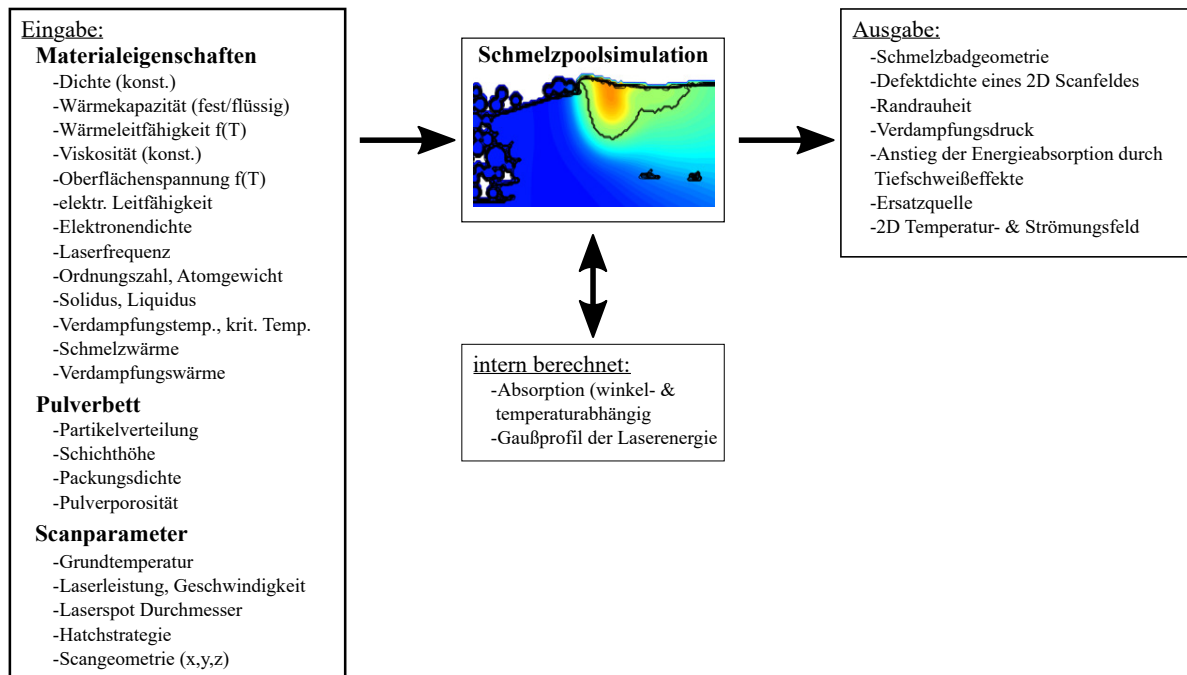 Eingabe:
Materialeigenschaften
-Dichte (konst.)
-Wärmekapazität (fest/flüssig)
-Wärmeleitfähigkeit f(T)
-Viskosität (konst.)
-Oberflächenspannung f(T)
-elektr. Leitfähigkeit
-Elektronendichte
-Laserfrequenz
-Ordnungszahl, Atomgewicht
-Solidus, Liquidus
-Verdampfungstemp., krit. Temp.
-Schmelzwärme
-Verdampfungswärme
Pulverbett
-Partikelverteilung
-Schichthöhe
-Packungsdichte
-Pulverporosität
Scanparameter
-Grundtemperatur
-Laserleistung, Geschwindigkeit
-Laserspot Durchmesser
-Hatchstrategie
-Scangeometrie (x,y,z)
Schmelzpoolsimulation
intern berechnet:
-Absorption (winkel- &
temperaturabhängig
-Gaußprofil der Laserenergie
Ausgabe:
-Schmelzbadgeometrie
-Defektdichte eines 2D Scanfeldes
-Randrauheit
-Verdampfungsdruck
-Anstieg der Energieabsorption durch
Tiefschweißeffekte
-Ersatzquelle
-2D Temperatur- & Strömungsfeld